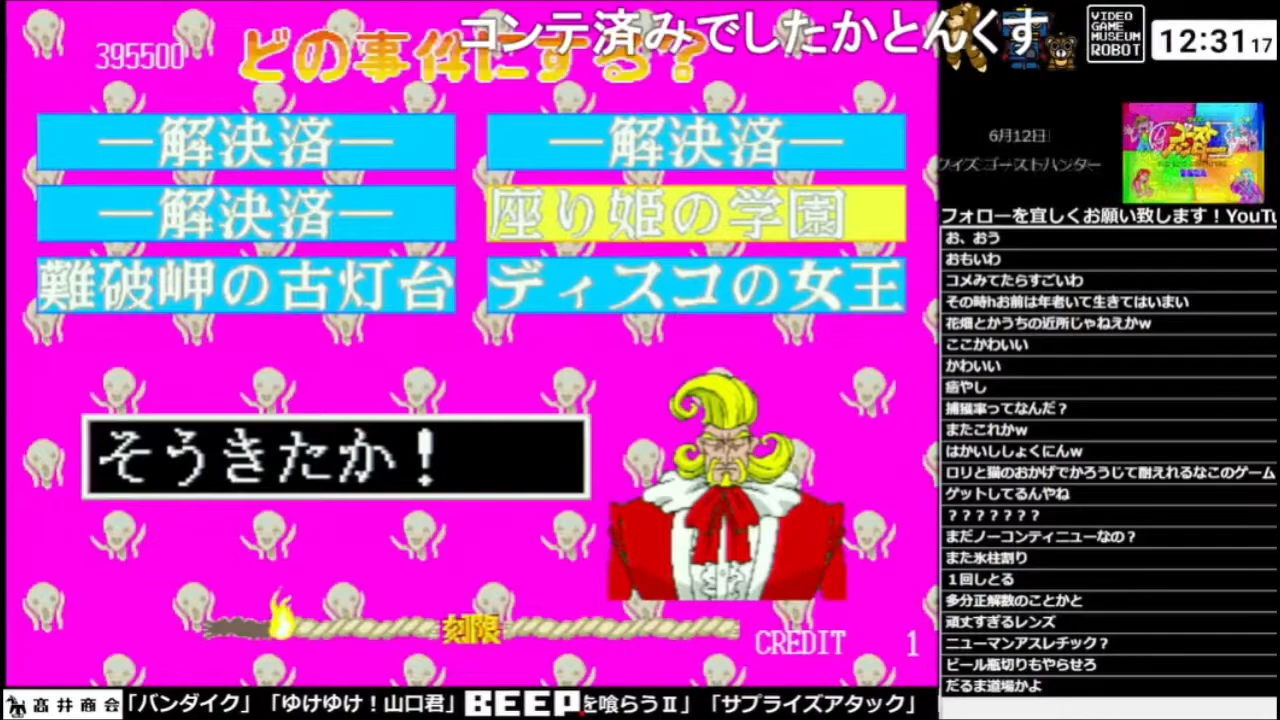 コンテ済みでしたかとんくす
395500
どの事件にする?
―解決済―
―解決済―
―解決済―
座り姫の学園
難破岬の古灯台
ディスコの女王
そうきたか!
刻限
CREDIT 1
VIDEO
GAME
MUSEUM
ROBOT
12:31 17
6月12日
クイズゴーストハンター
フォローを宜しくお願い致します!YouTu
お、おう
おもいわ
コメみてたらすごいわ
その時hお前は年老いて生きてはいまい
花畑とかうちの近所じゃねえかw
ここかわいい
かわいい
癒やし
捕獲率ってなんだ?
またこれかw
はかいししょくにんw
ロリと猫のおかげでかろうじて耐えれるなこのゲーム
ゲットしてるんやね
???????
まだノーコンティニューなの?
また氷柱割り
1回しとる
多分正解数のことかと
頑丈すぎるレンズ
ニューマンアスレチック?
ビール瓶切りもやらせろ
だるま道場かよ
髙井商会「バンダイク」「ゆけゆけ!山口君」BEEPを喰らうⅡ」「サプライズアタック」